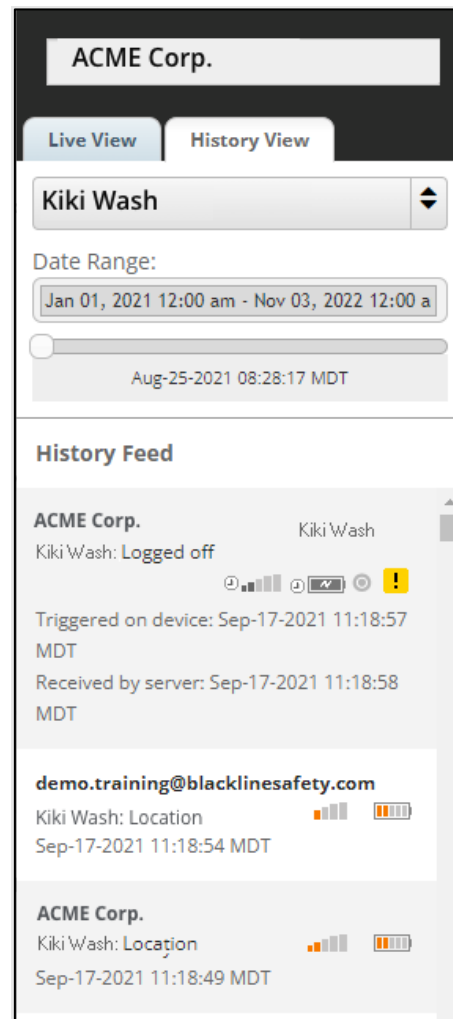 ACME Corp.
Live View
History View
Kiki Wash
Date Range:
Jan 01, 2021 12:00 am - Nov 03, 2022 12:00 a
Aug-25-2021 08:28:17 MDT
History Feed
ACME Corp.
Kiki Wash
Kiki Wash: Logged off
!
Triggered on device: Sep-17-2021 11:18:57
MDT
Received by server: Sep-17-2021 11:18:58
MDT
demo.training@blacklinesafety.com
Kiki Wash: Location
Sep-17-2021 11:18:54 MDT
ACME Corp.
Kiki Wash: Location
Sep-17-2021 11:18:49 MDT